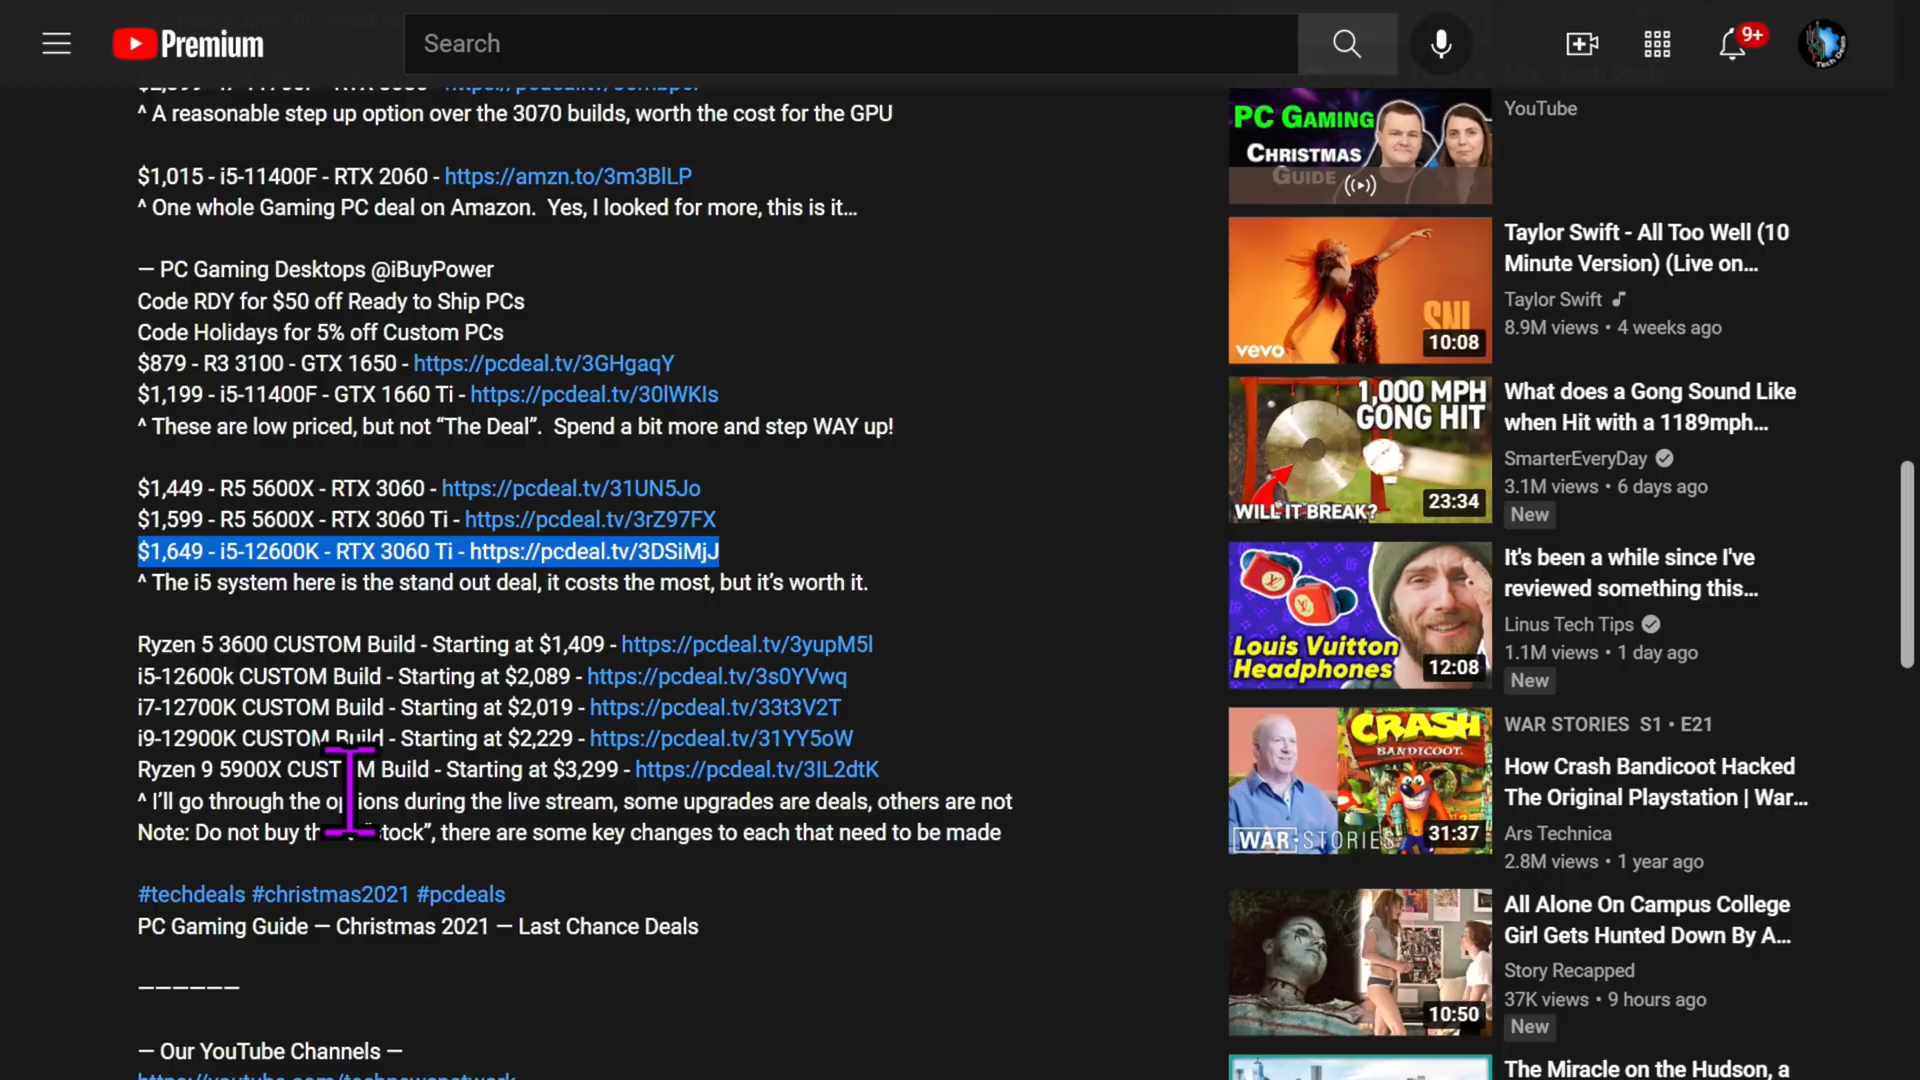 Premium
Search
9+
^ A reasonable step up option over the 3070 builds, worth the cost for the GPU
$1,015 - i5-11400F - RTX 2060 - https://amzn.to/3m3BlLP
^ One whole Gaming PC deal on Amazon.  Yes, I looked for more, this is it...
— PC Gaming Desktops @iBuyPower
Code RDY for $50 off Ready to Ship PCs
Code Holidays for 5% off Custom PCs
$879 - R3 3100 - GTX 1650 - https://pcdeal.tv/3GHgaqY
$1,199 - i5-11400F - GTX 1660 Ti - https://pcdeal.tv/30lWKIs
^ These are low priced, but not “The Deal”.  Spend a bit more and step WAY up!
$1,449 - R5 5600X - RTX 3060 - https://pcdeal.tv/31UN5Jo
$1,599 - R5 5600X - RTX 3060 Ti - https://pcdeal.tv/3rZ97FX
$1,649 - i5-12600K - RTX 3060 Ti - https://pcdeal.tv/3DSiMjJ
^ The i5 system here is the stand out deal, it costs the most, but it’s worth it.
Ryzen 5 3600 CUSTOM Build - Starting at $1,409 - https://pcdeal.tv/3yupM5l
i5-12600k CUSTOM Build - Starting at $2,089 - https://pcdeal.tv/3s0YVwq
i7-12700K CUSTOM Build - Starting at $2,019 - https://pcdeal.tv/33t3V2T
i9-12900K CUSTOM Build - Starting at $2,229 - https://pcdeal.tv/31YY5oW
Ryzen 9 5900X CUSTOM Build - Starting at $3,299 - https://pcdeal.tv/3IL2dtK
^ I’ll go through the options during the live stream, some upgrades are deals, others are not
Note: Do not buy “stock”, there are some key changes to each that need to be made
#techdeals #christmas2021 #pcdeals
PC Gaming Guide — Christmas 2021 — Last Chance Deals
——————
— Our YouTube Channels —
PC GAMING
CHRISTMAS
GUIDE
YouTube
SNL
vevo
10:08
Taylor Swift - All Too Well (10
Minute Version) (Live on...
Taylor Swift
8.9M views • 4 weeks ago
1,000 MPH
GONG HIT
WILL IT BREAK?
23:34
What does a Gong Sound Like
when Hit with a 1189mph...
SmarterEveryDay
3.1M views • 6 days ago
New
Louis Vuitton
Headphones
12:08
It's been a while since I've
reviewed something this...
Linus Tech Tips
1.1M views • 1 day ago
New
CRASH
BANDICOOT
WAR STORIES
31:37
WAR STORIES S1 • E21
How Crash Bandicoot Hacked
The Original Playstation | War...
Ars Technica
2.8M views • 1 year ago
10:50
All Alone On Campus College
Girl Gets Hunted Down By A...
Story Recapped
37K views • 9 hours ago
New
The Miracle on the Hudson, a